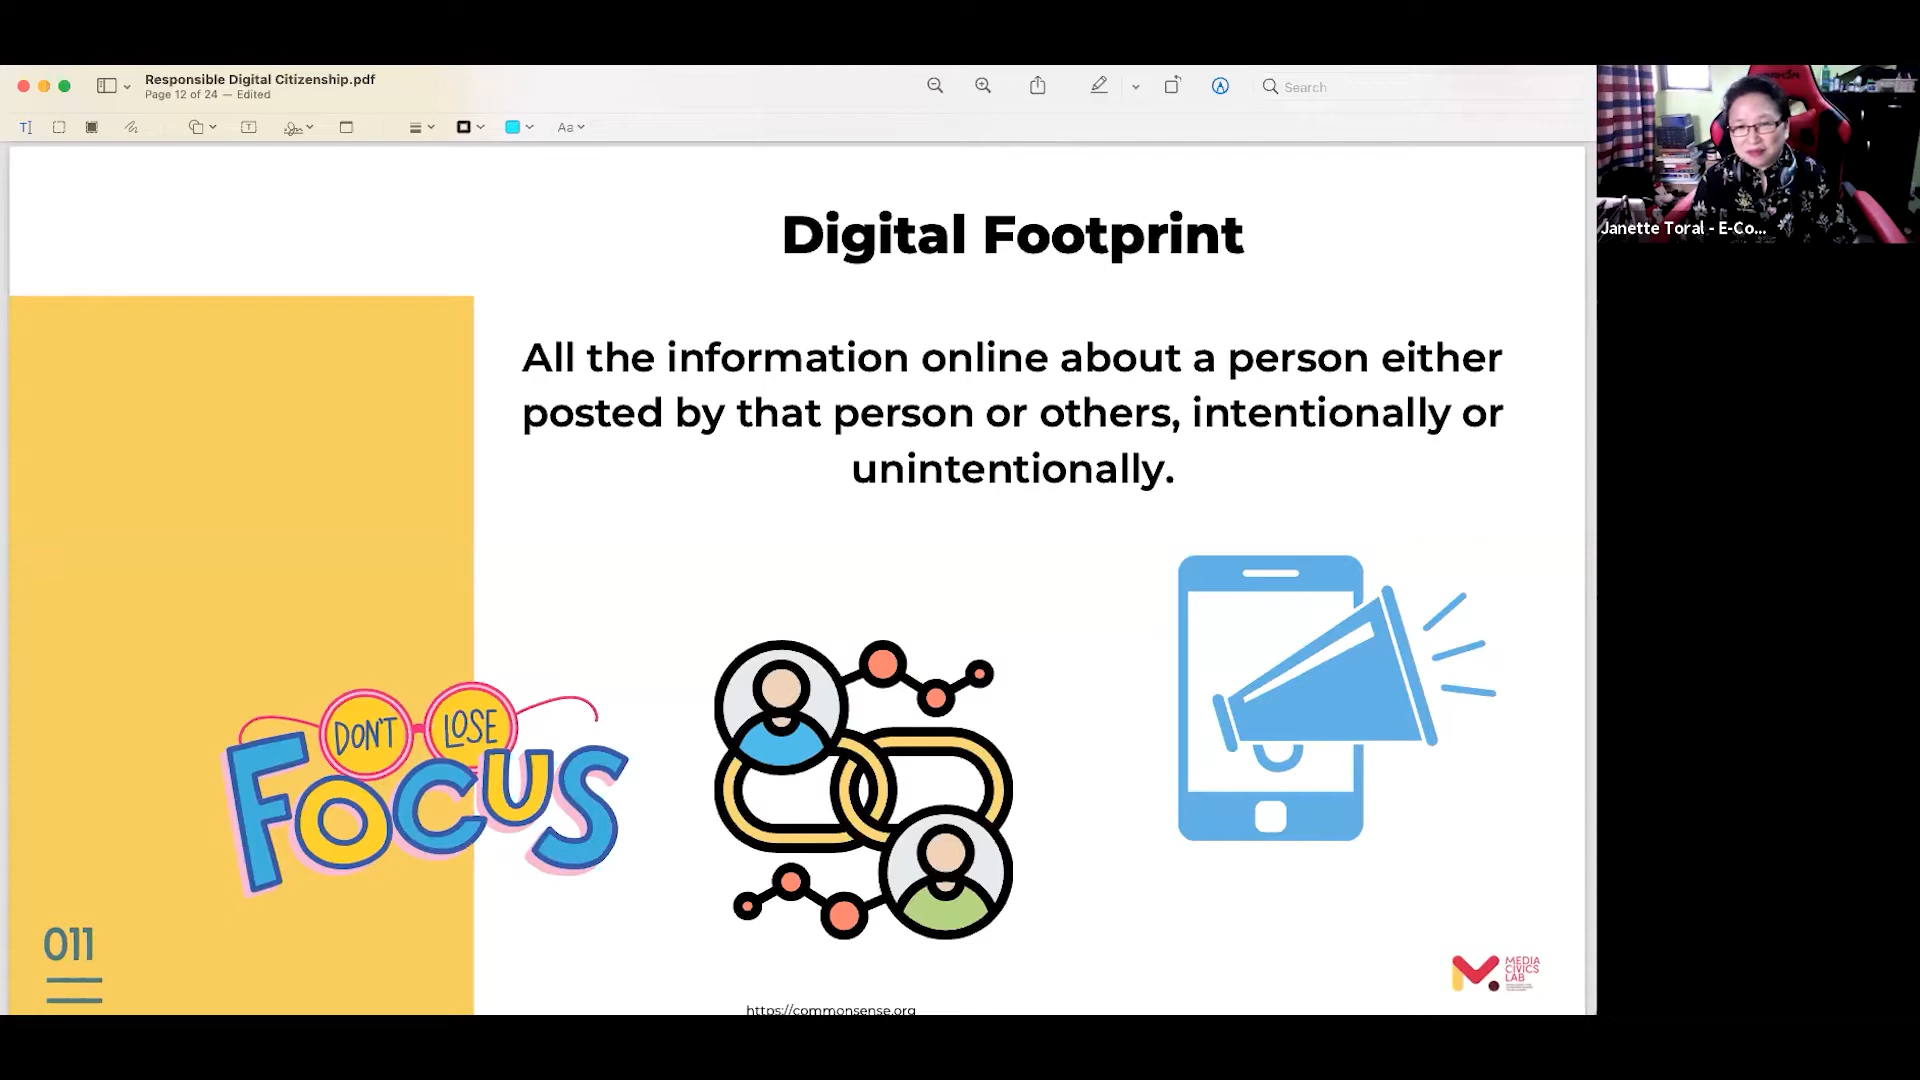 Responsible Digital Citizenship.pdf
Page 12 of 24 — Edited
Search
Aa
Janette Toral - E-Co...
Digital Footprint
All the information online about a person either
posted by that person or others, intentionally or
unintentionally.
DON'T LOSE
FOCUS
011
MEDIA
CIVICS
LAB
https://commonsense.org